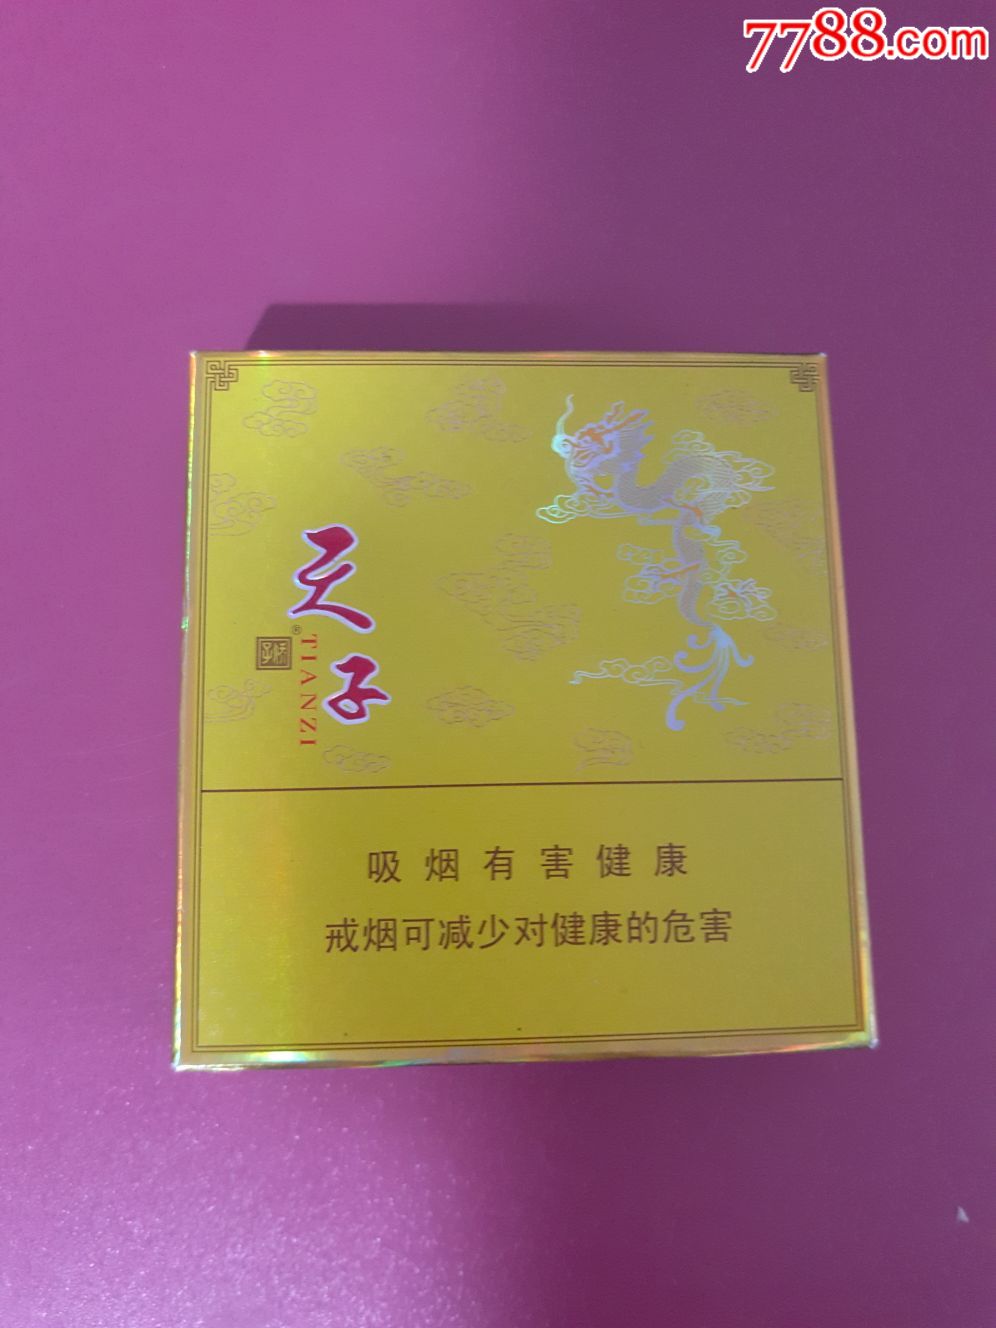 7788.com
天子
®
TIANZI
吸烟有害健康
戒烟可减少对健康的危害